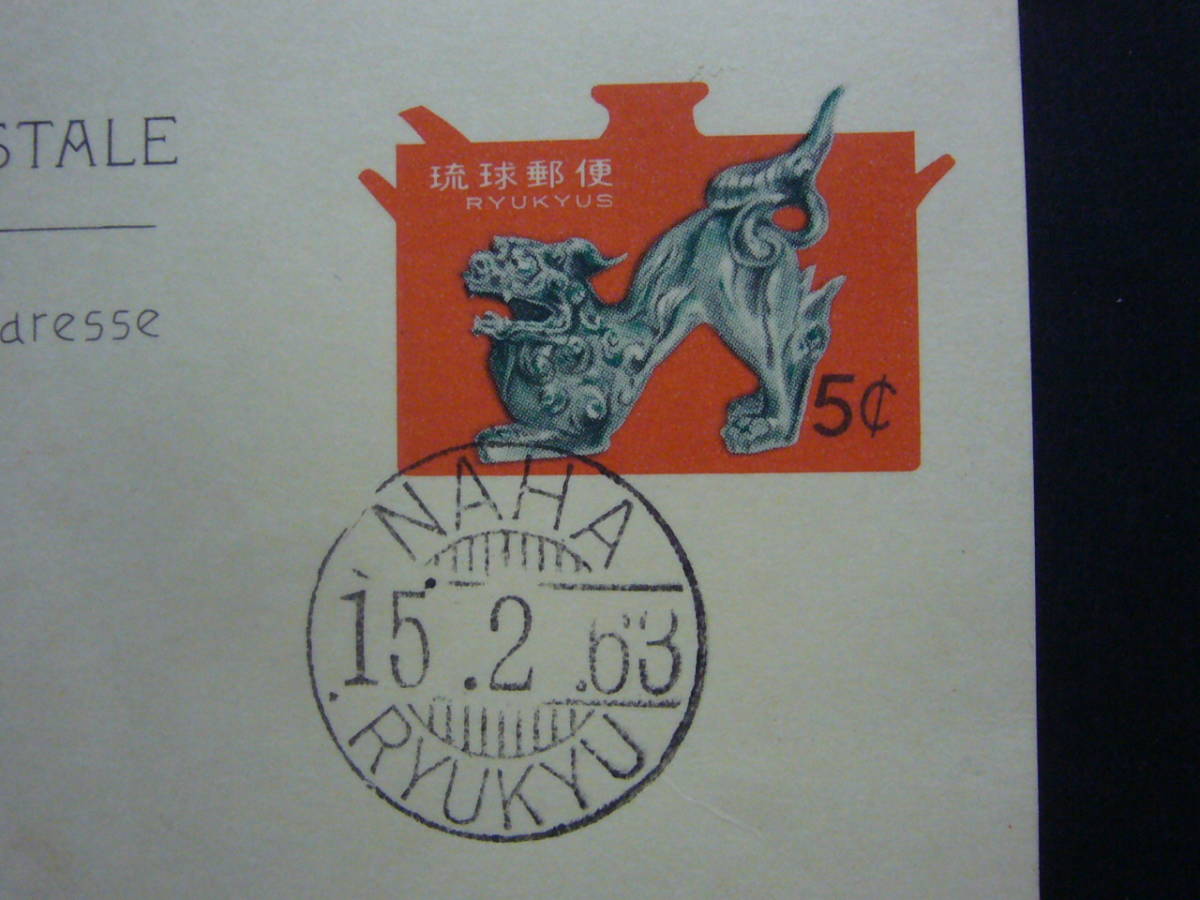 STALE
dresse
琉球郵便
RYUKYUS
5¢
NAHA
15.2.63
RYUKYU